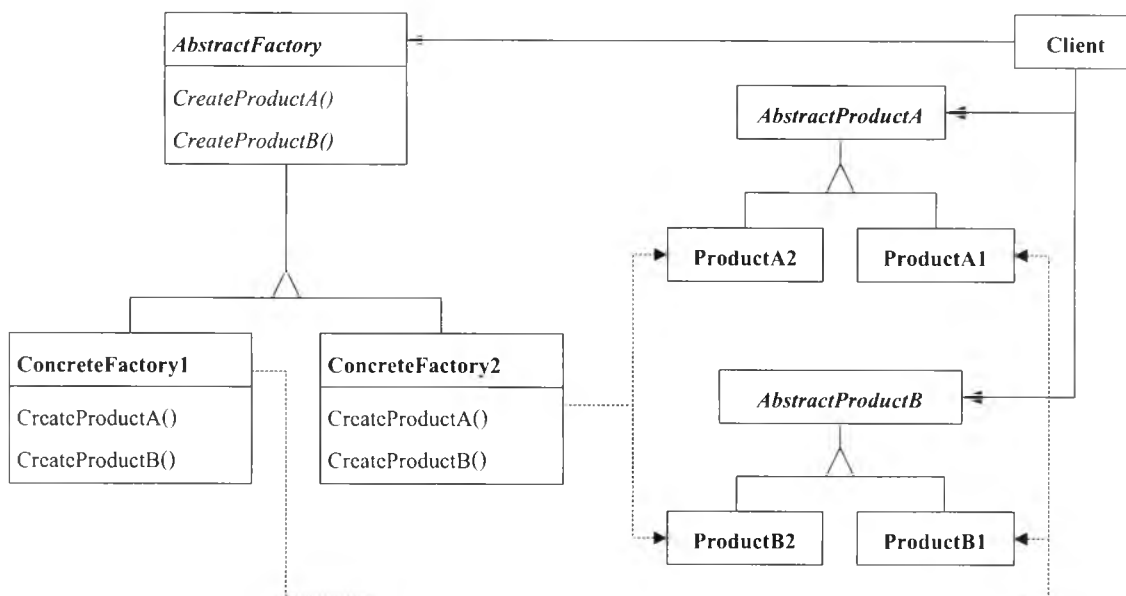 AbstractFactory
CreateProductA()
CreateProductB()
Client
AbstractProductA
ProductA2
ProductA1
ConcreteFactory1
CreateProductA()
CreateProductB()
ConcreteFactory2
CreateProductA()
CreateProductB()
AbstractProductB
ProductB2
ProductB1